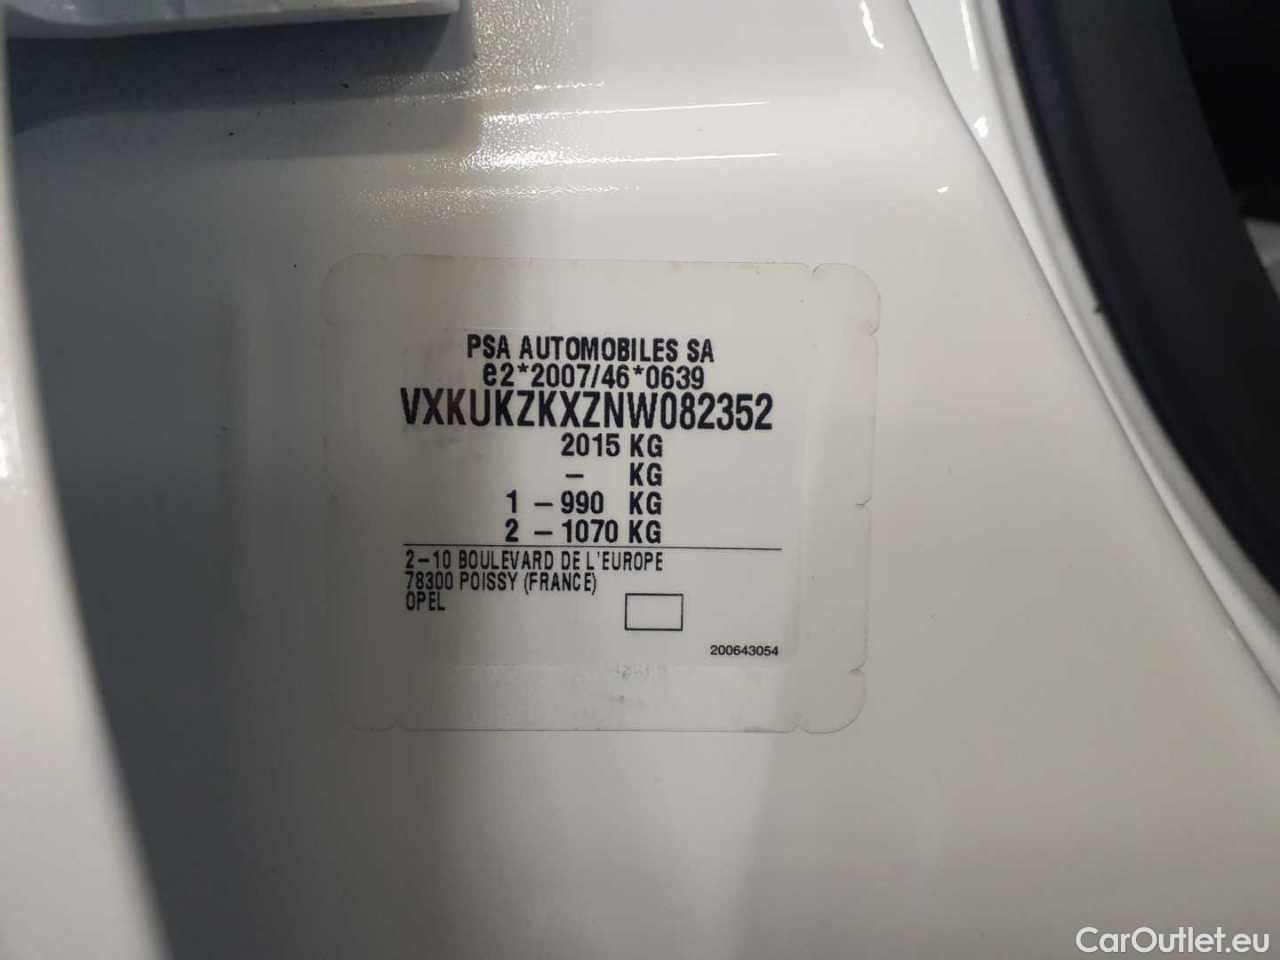 PSA AUTOMOBILES SA
e2*2007/46*0639
VXKUKZKXZNW082352
2015 KG
– KG
1 – 990 KG
2 – 1070 KG
2–10 BOULEVARD DE L'EUROPE
78300 POISSY (FRANCE)
OPEL
200643054
CarOutlet.eu